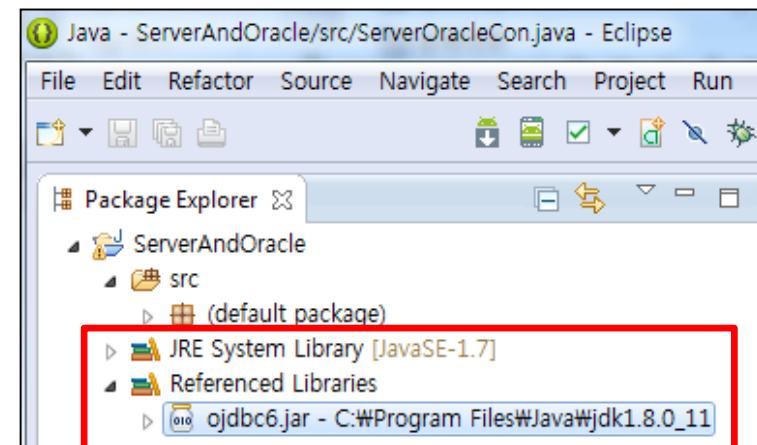 Java - ServerAndOracle/src/ServerOracleCon.java - Eclipse
File Edit Refactor Source Navigate Search Project Run
Package Explorer
ServerAndOracle
src
(default package)
JRE System Library [JavaSE-1.7]
Referenced Libraries
ojdbc6.jar - C:₩Program Files₩Java₩jdk1.8.0_11